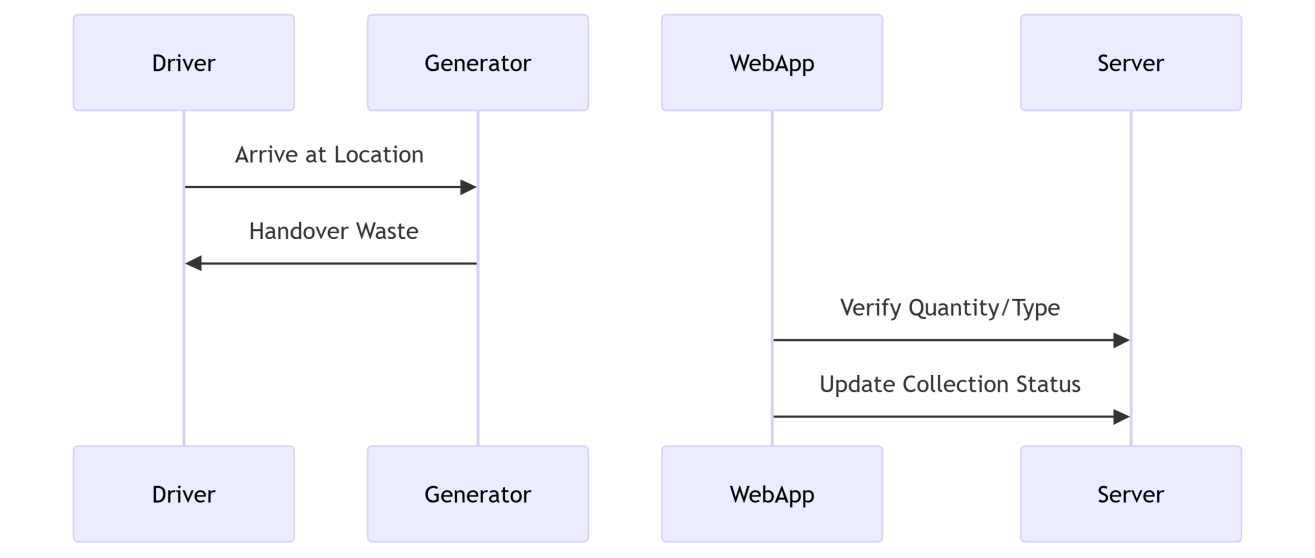 Driver
Generator
WebApp
Server
Arrive at Location
Handover Waste
Verify Quantity/Type
Update Collection Status
Driver
Generator
WebApp
Server